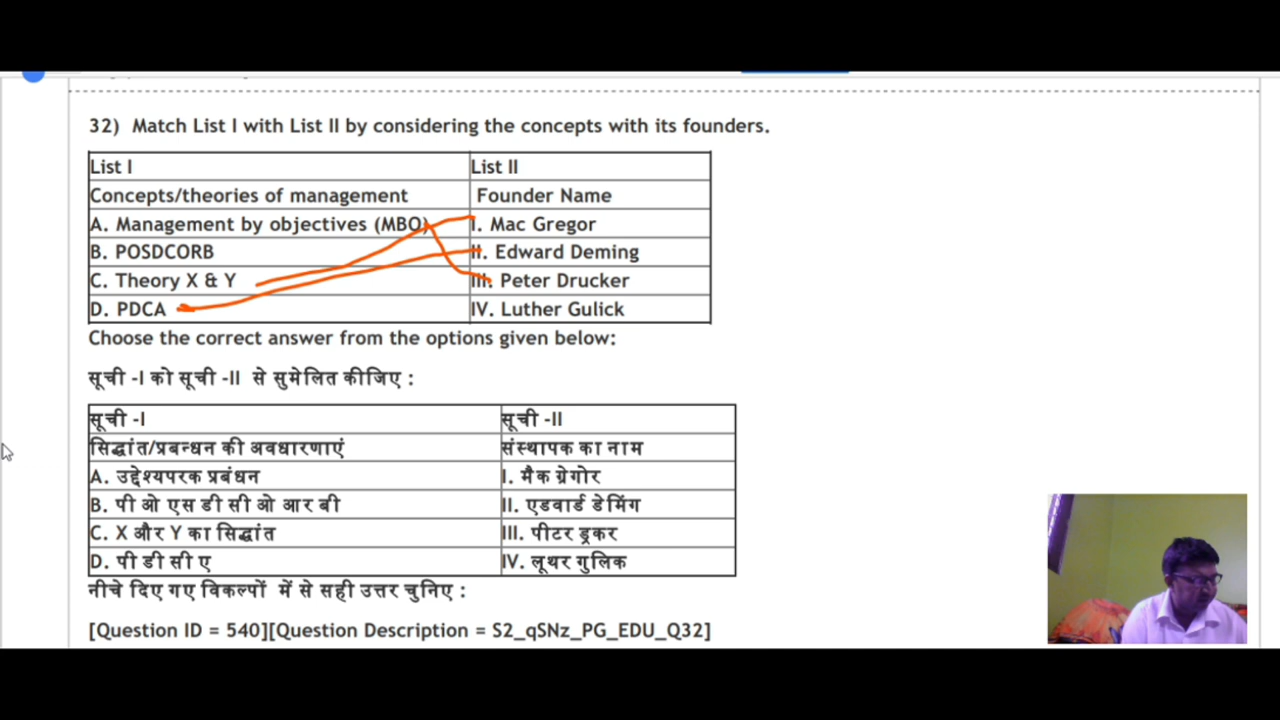 32) Match List I with List II by considering the concepts with its founders.
List I List II
Concepts/theories of management Founder Name
A. Management by objectives (MBO) I. Mac Gregor
B. POSDCORB II. Edward Deming
C. Theory X & Y III. Peter Drucker
D. PDCA IV. Luther Gulick
Choose the correct answer from the options given below:
सूची -I को सूची -II से सुमेलित कीजिए :
सूची -I सूची -II
सिद्धांत/प्रबन्धन की अवधारणाएं संस्थापक का नाम
A. उद्देश्यपरक प्रबंधन I. मैक ग्रेगोर
B. पी ओ एस डी सी ओ आर बी II. एडवार्ड डेमिंग
C. X और Y का सिद्धांत III. पीटर ड्रकर
D. पी डी सी ए IV. लूथर गुलिक
नीचे दिए गए विकल्पों में से सही उत्तर चुनिए :
[Question ID = 540][Question Description = S2_qSNz_PG_EDU_Q32]